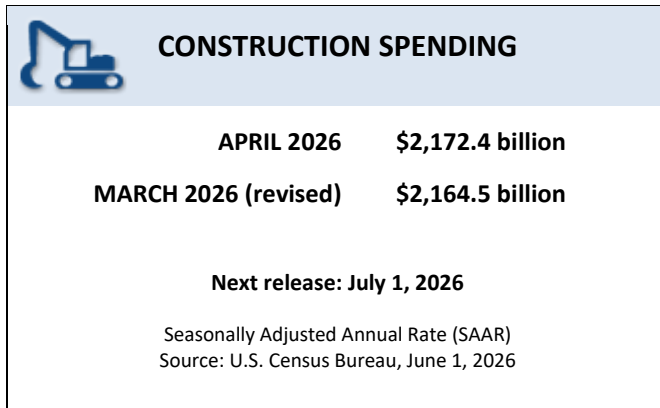 CONSTRUCTION SPENDING
APRIL 2026 $2,172.4 billion
MARCH 2026 (revised) $2,164.5 billion
Next release: July 1, 2026
Seasonally Adjusted Annual Rate (SAAR)
Source: U.S. Census Bureau, June 1, 2026